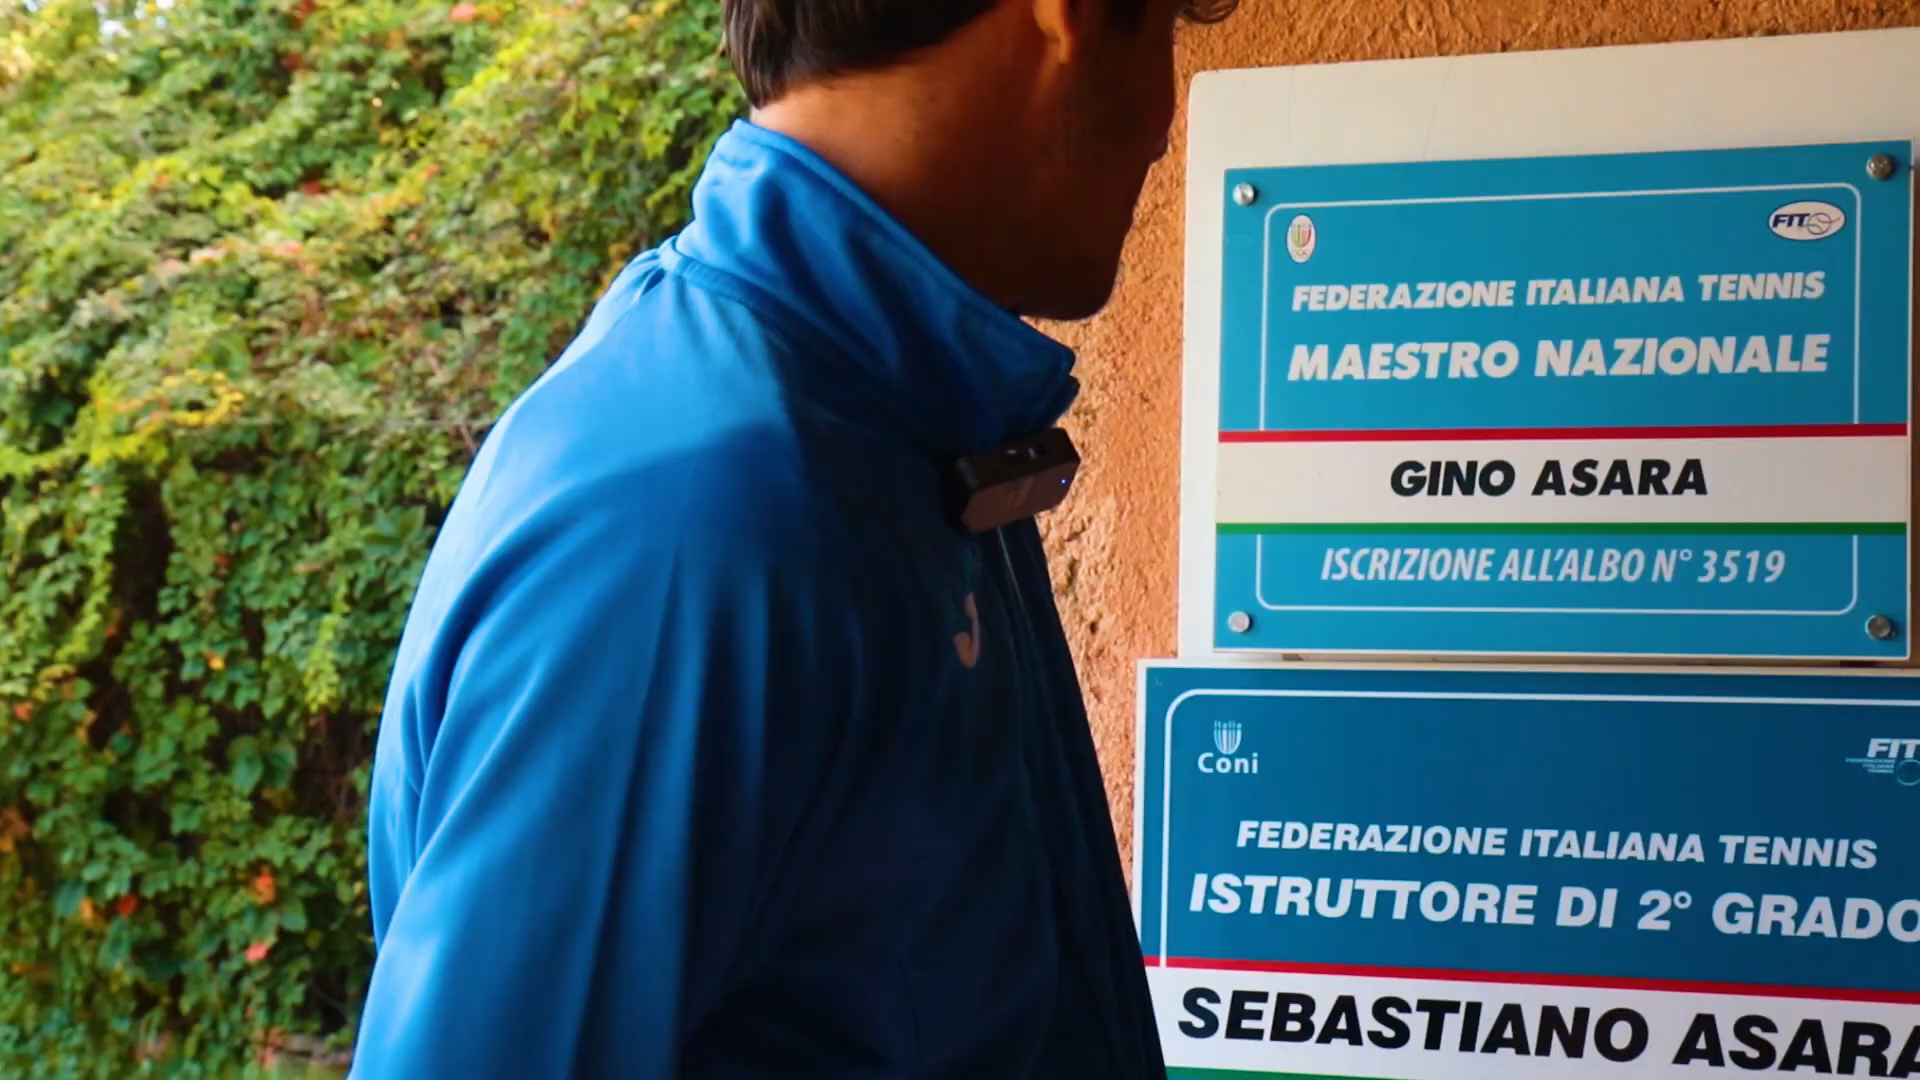 FIT
FEDERAZIONE ITALIANA TENNIS
MAESTRO NAZIONALE
GINO ASARA
ISCRIZIONE ALL'ALBO N° 3519
Italia
Coni
FIT
FEDERAZIONE ITALIANA TENNIS
ISTRUTTORE DI 2° GRADO
SEBASTIANO ASARA